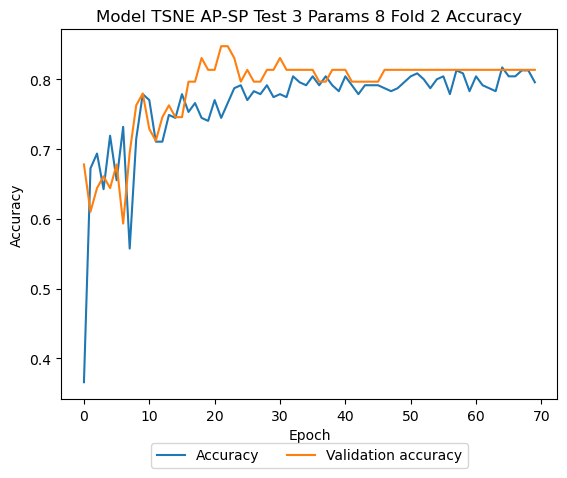 Model TSNE AP-SP Test 3 Params 8 Fold 2 Accuracy
0.8
0.7
0.6
0.5
0.4
Accuracy
0 10 20 30 40 50 60 70
Epoch
Accuracy Validation accuracy